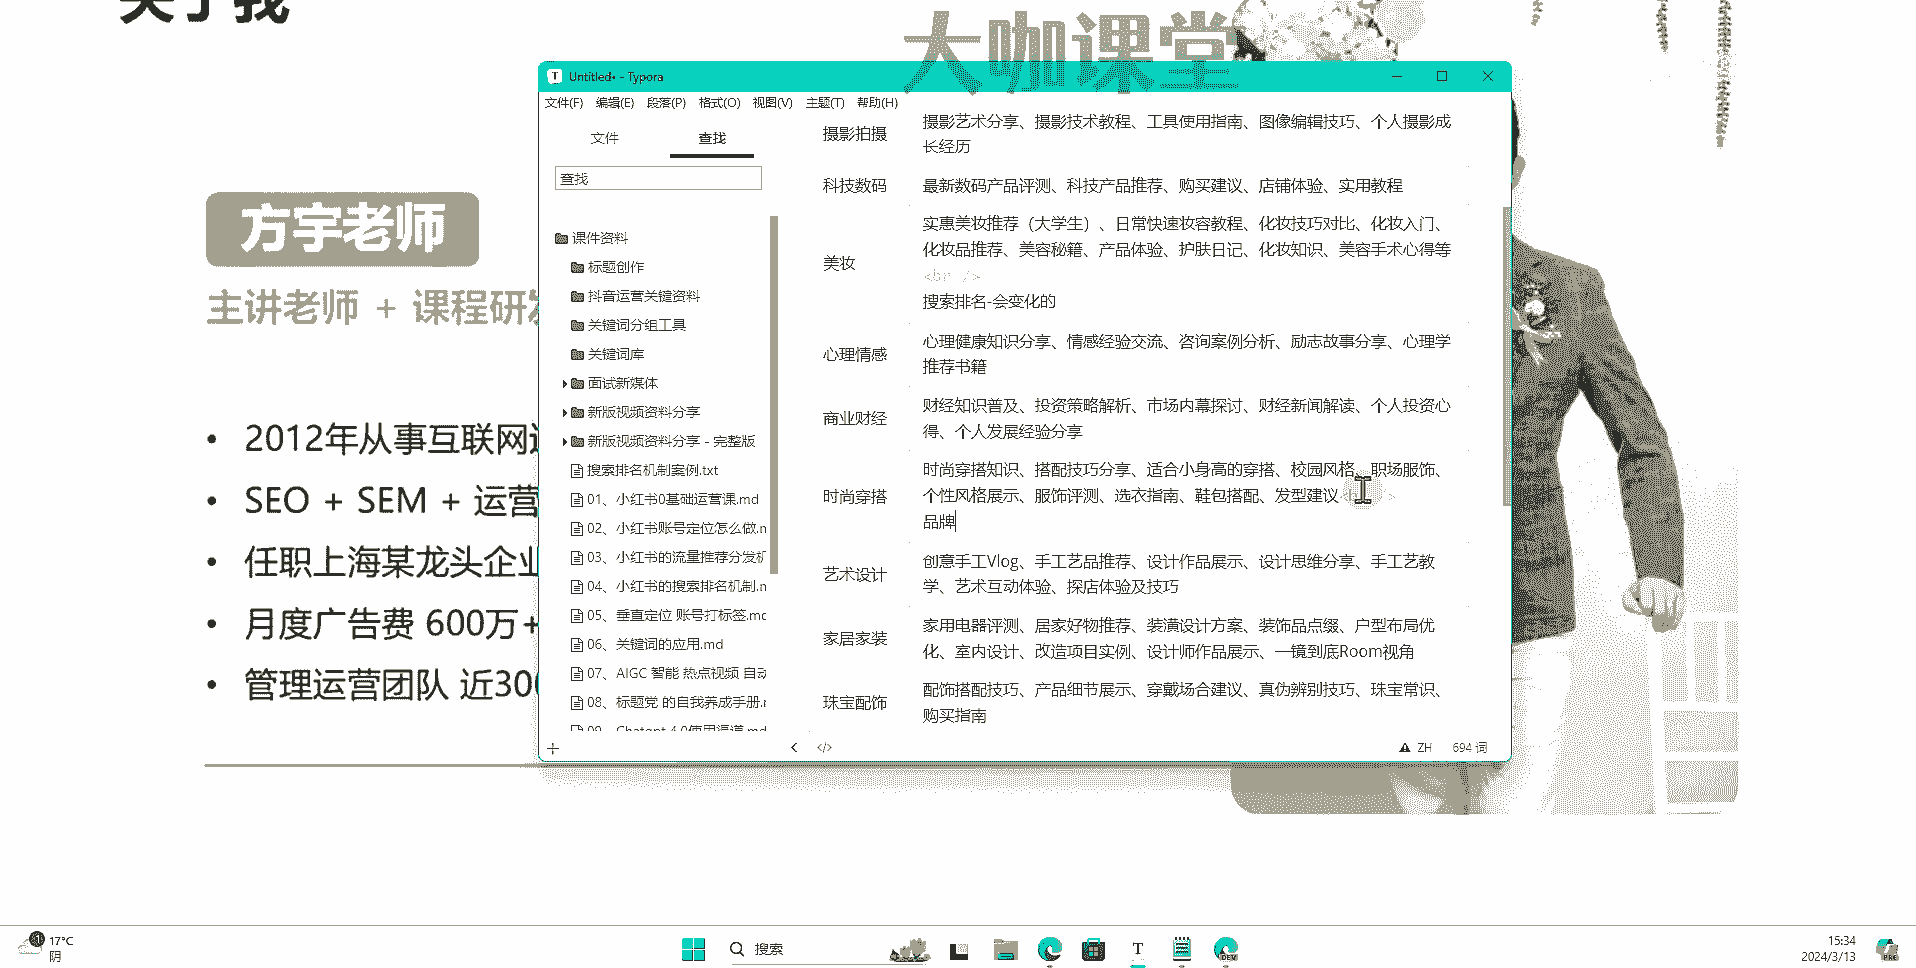 关于我
大咖课堂
方宇老师
主讲老师 + 课程研发
2012年从事互联网运
SEO + SEM + 运营
任职上海某龙头企业
月度广告费 600万+
管理运营团队 近300
Untitled• - Typora
文件(F) 编辑(E) 段落(P) 格式(O) 视图(V) 主题(T) 帮助(H)
文件 查找
查找
课件资料
标题创作
抖音运营关键资料
关键词分组工具
关键词库
面试新媒体
新版视频资料分享
新版视频资料分享 - 完整版
搜索排名机制案例.txt
01、小红书0基础运营课.md
02、小红书账号定位怎么做.m
03、小红书的流量推荐分发机
04、小红书的搜索排名机制.m
05、垂直定位 账号打标签.md
06、关键词的应用.md
07、AIGC 智能 热点视频 自动
08、标题党 的自我养成手册.m
09、Chatgpt 4.0使用渠道.md
摄影拍摄
摄影艺术分享、摄影技术教程、工具使用指南、图像编辑技巧、个人摄影成
长经历
科技数码
最新数码产品评测、科技产品推荐、购买建议、店铺体验、实用教程
美妆
实惠美妆推荐（大学生）、日常快速妆容教程、化妆技巧对比、化妆入门、
化妆品推荐、美容秘籍、产品体验、护肤日记、化妆知识、美容手术心得等
<br />
搜索排名-会变化的
心理情感
心理健康知识分享、情感经验交流、咨询案例分析、励志故事分享、心理学
推荐书籍
商业财经
财经知识普及、投资策略解析、市场内幕探讨、财经新闻解读、个人投资心
得、个人发展经验分享
时尚穿搭
时尚穿搭知识、搭配技巧分享、适合小身高的穿搭、校园风格、职场服饰、
个性风格展示、服饰评测、选衣指南、鞋包搭配、发型建议
品牌
艺术设计
创意手工Vlog、手工艺品推荐、设计作品展示、设计思维分享、手工艺教
学、艺术互动体验、探店体验及技巧
家居家装
家用电器评测、居家好物推荐、装潢设计方案、装饰品点缀、户型布局优
化、室内设计、改造项目实例、设计师作品展示、一镜到底Room视角
珠宝配饰
配饰搭配技巧、产品细节展示、穿戴场合建议、真伪辨别技巧、珠宝常识、
购买指南
ZH 694 词
17°C
阴
搜索
15:34
2024/3/13